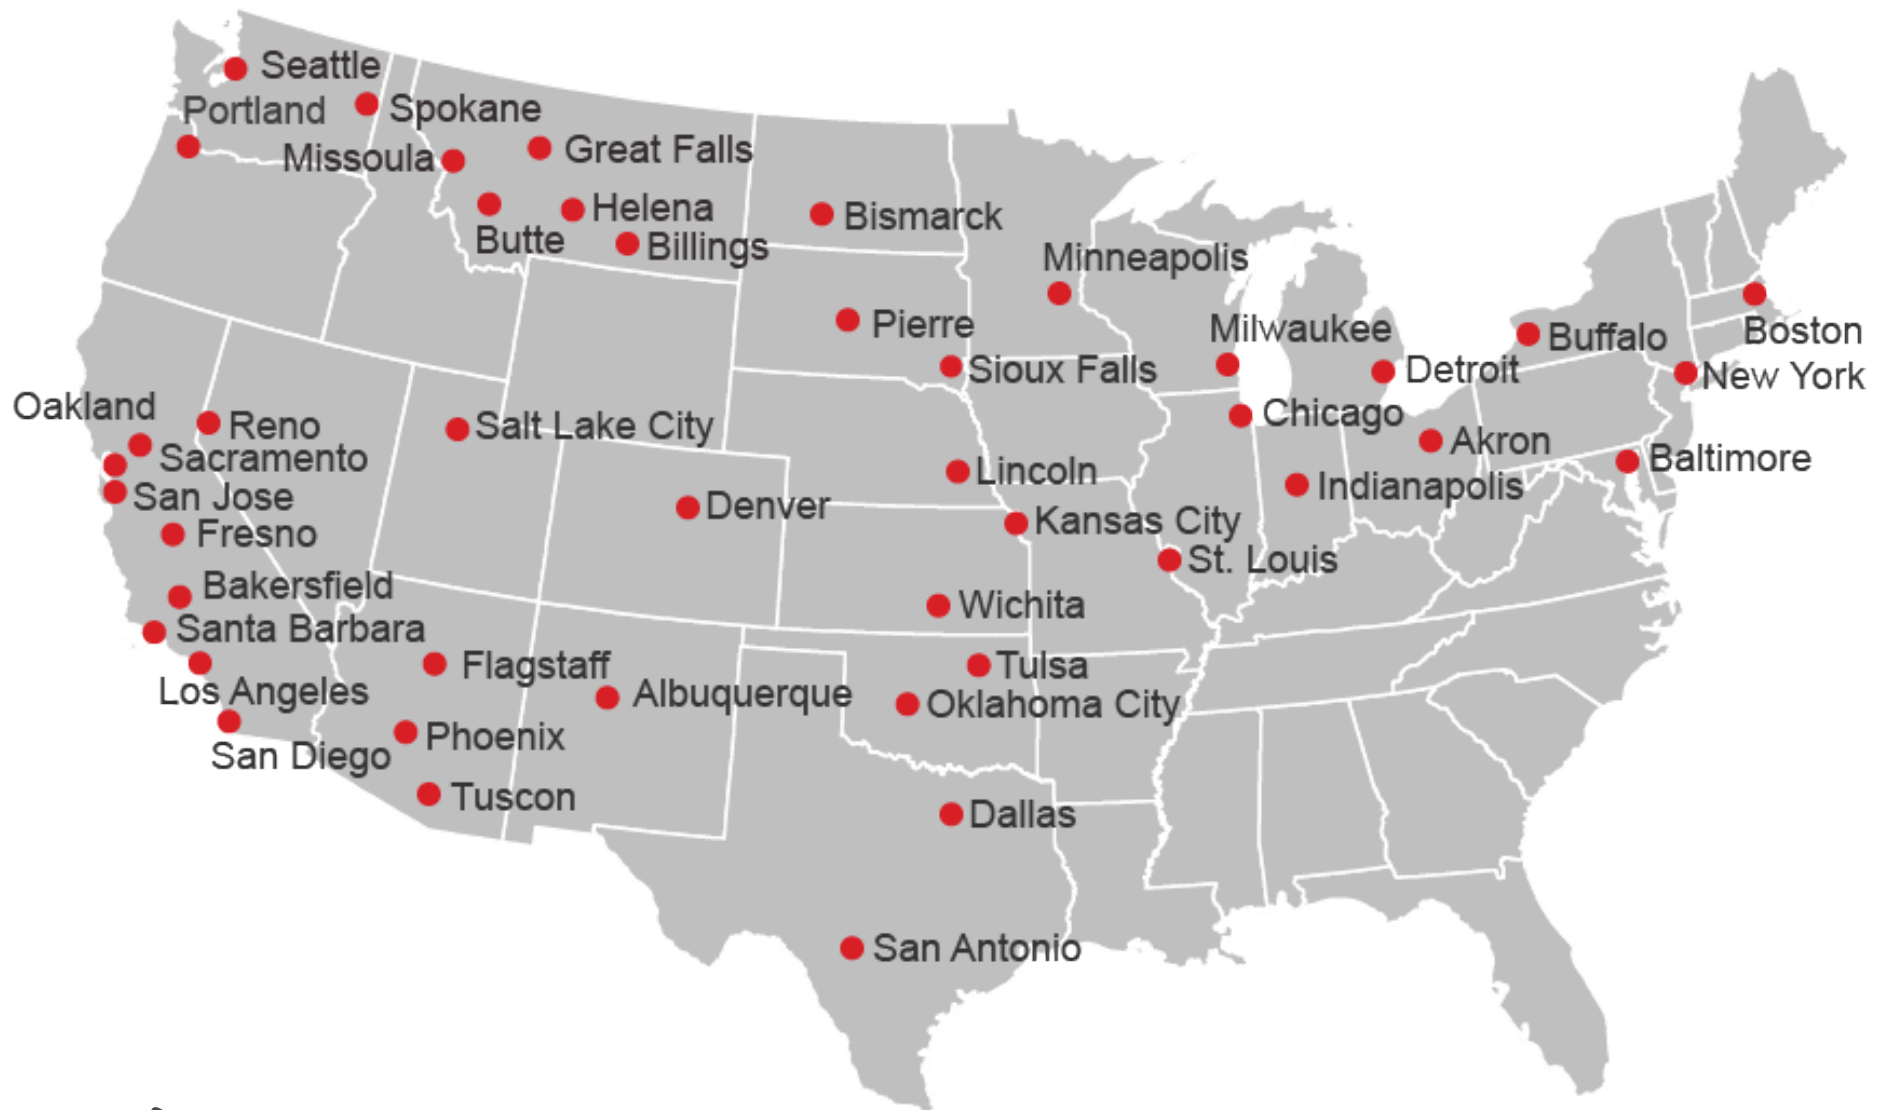 Seattle
Portland
Spokane
Missoula
Great Falls
Butte
Helena
Billings
Bismarck
Minneapolis
Pierre
Sioux Falls
Milwaukee
Detroit
Buffalo
Boston
New York
Oakland
Reno
Salt Lake City
Chicago
Akron
Baltimore
Sacramento
San Jose
Lincoln
Indianapolis
Denver
Fresno
Kansas City
St. Louis
Bakersfield
Wichita
Santa Barbara
Flagstaff
Tulsa
Los Angeles
Albuquerque
Oklahoma City
San Diego
Phoenix
Tuscon
Dallas
San Antonio